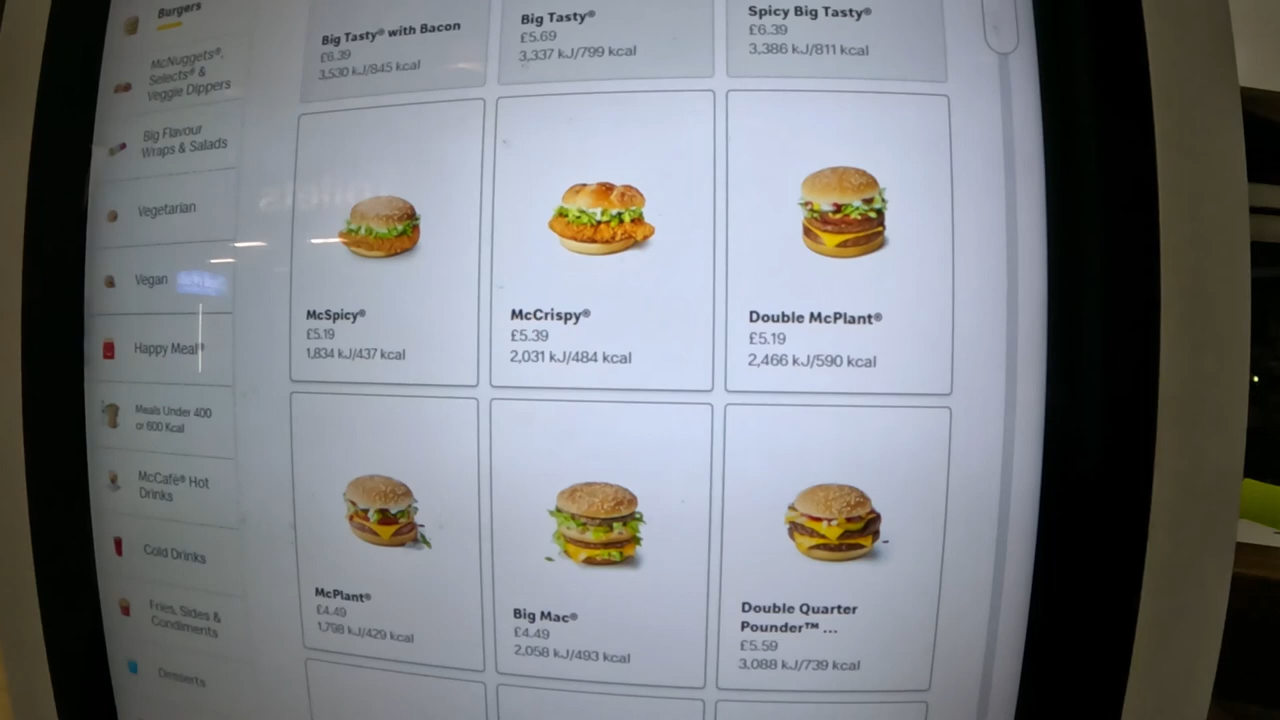 Burgers
McNuggets®,
Selects® &
Veggie Dippers
Big Flavour
Wraps & Salads
Vegetarian
Vegan
Happy Meal®
Meals Under 400
or 600 Kcal
McCafé® Hot
Drinks
Cold Drinks
Fries, Sides &
Condiments
Desserts
Big Tasty® with Bacon
£6.39
3,530 kJ/845 kcal
Big Tasty®
£5.69
3,337 kJ/799 kcal
Spicy Big Tasty®
£6.39
3,386 kJ/811 kcal
McSpicy®
£5.19
1,834 kJ/437 kcal
McCrispy®
£5.39
2,031 kJ/484 kcal
Double McPlant®
£5.19
2,466 kJ/590 kcal
McPlant®
£4.49
1,798 kJ/429 kcal
Big Mac®
£4.49
2,058 kJ/493 kcal
Double Quarter
Pounder™ ...
£5.59
3,088 kJ/739 kcal